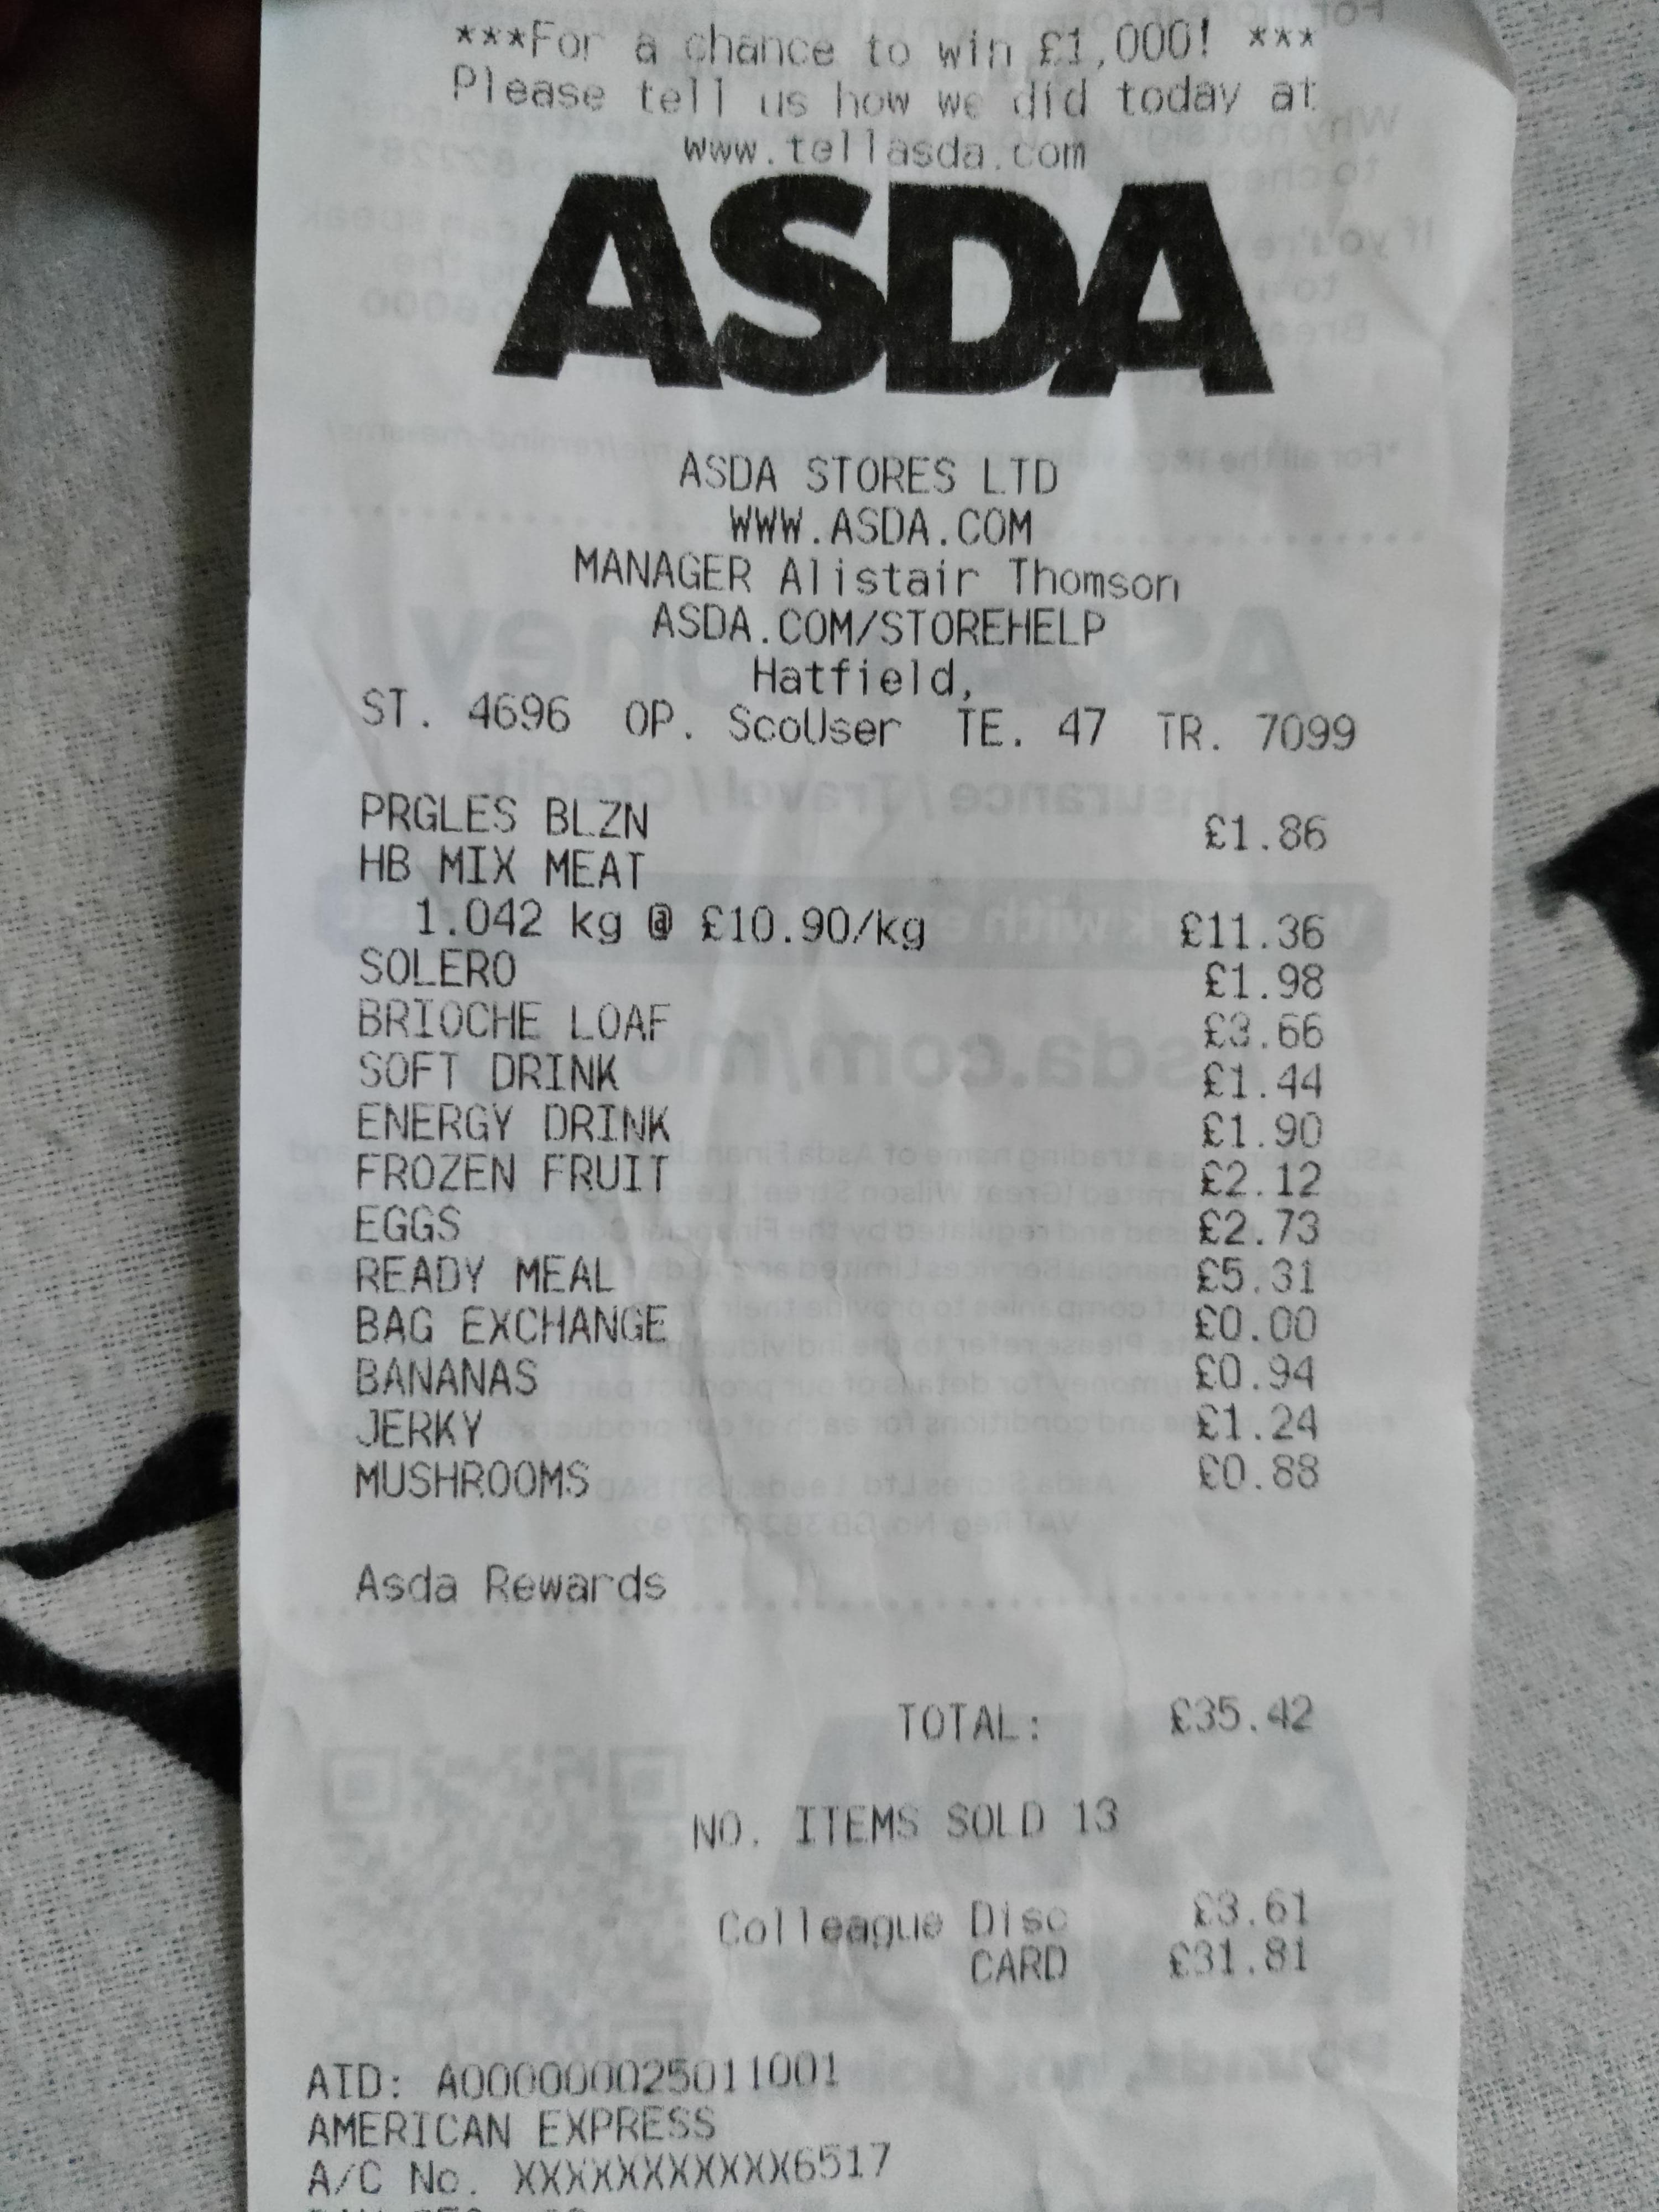 ***For a chance to win £1,000! ***
Please tell us how we did today at
www.tellasda.com
ASDA
ASDA STORES LTD
WWW.ASDA.COM
MANAGER Alistair Thomson
ASDA.COM/STOREHELP
Hatfield,
ST. 4696 OP. ScoUser TE. 47 TR. 7099
PRGLES BLZN £1.86
HB MIX MEAT
1.042 kg @ £10.90/kg £11.36
SOLERO £1.98
BRIOCHE LOAF £3.66
SOFT DRINK £1.44
ENERGY DRINK £1.90
FROZEN FRUIT £2.12
EGGS £2.73
READY MEAL £5.31
BAG EXCHANGE £0.00
BANANAS £0.94
JERKY £1.24
MUSHROOMS £0.88
Asda Rewards
TOTAL: £35.42
NO. ITEMS SOLD 13
Colleague Disc £3.61
CARD £31.81
AID: A000000025011001
AMERICAN EXPRESS
A/C No. XXXXXXXXXXX6517